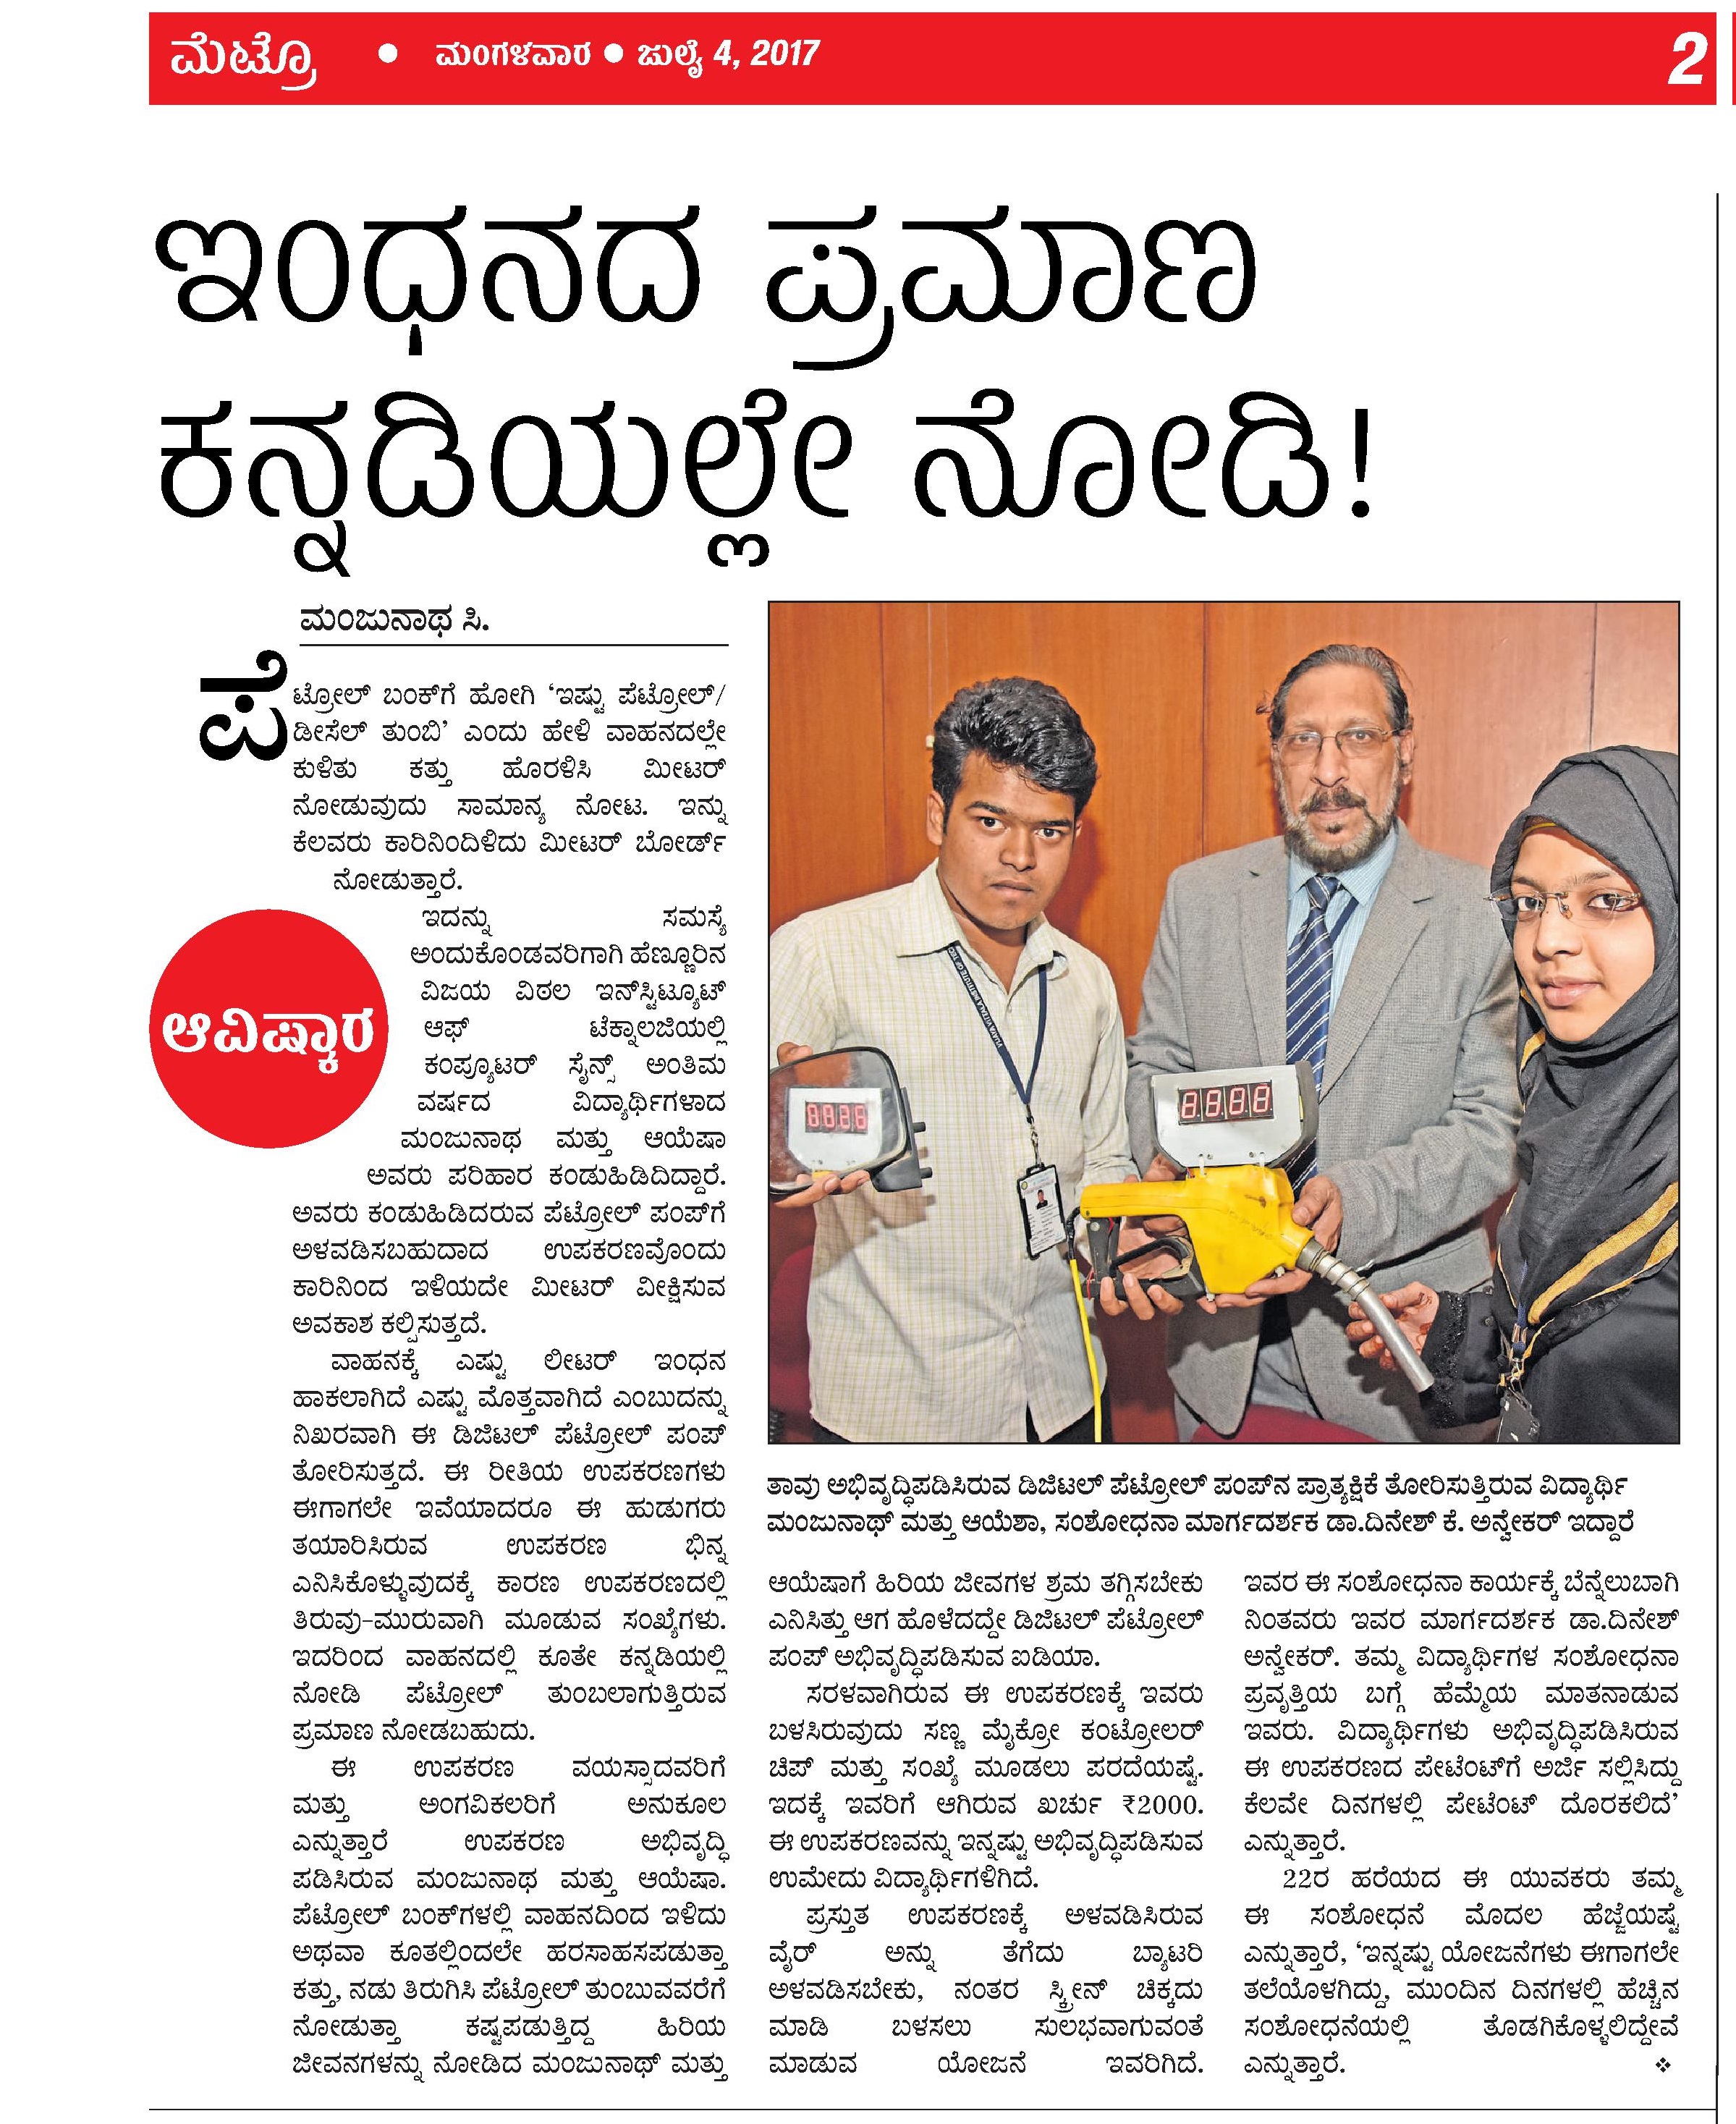 ಮೆಟ್ರೊ ● ಮಂಗಳವಾರ ● ಜುಲೈ 4, 2017 2
ಇಂಧನದ ಪ್ರಮಾಣ
ಕನ್ನಡಿಯಲ್ಲೇ ನೋಡಿ!
ಮಂಜುನಾಥ ಸಿ.
ಪೆಟ್ರೋಲ್ ಬಂಕ್‌ಗೆ ಹೋಗಿ ‘ಇಷ್ಟು ಪೆಟ್ರೋಲ್/
ಡೀಸೆಲ್ ತುಂಬಿ’ ಎಂದು ಹೇಳಿ ವಾಹನದಲ್ಲೇ
ಕುಳಿತು ಕತ್ತು ಹೊರಳಿಸಿ ಮೀಟರ್
ನೋಡುವುದು ಸಾಮಾನ್ಯ ನೋಟ. ಇನ್ನು
ಕೆಲವರು ಕಾರಿನಿಂದಿಳಿದು ಮೀಟರ್ ಬೋರ್ಡ್
ನೋಡುತ್ತಾರೆ.
ಆವಿಷ್ಕಾರ
ಇದನ್ನು ಸಮಸ್ಯೆ
ಅಂದುಕೊಂಡವರಿಗಾಗಿ ಹೆಣ್ಣೂರಿನ
ವಿಜಯ ವಿಠಲ ಇನ್‌ಸ್ಟಿಟ್ಯೂಟ್
ಆಫ್ ಟೆಕ್ನಾಲಜಿಯಲ್ಲಿ
ಕಂಪ್ಯೂಟರ್ ಸೈನ್ಸ್ ಅಂತಿಮ
ವರ್ಷದ ವಿದ್ಯಾರ್ಥಿಗಳಾದ
ಮಂಜುನಾಥ ಮತ್ತು ಆಯೆಷಾ
ಅವರು ಪರಿಹಾರ ಕಂಡುಹಿಡಿದಿದ್ದಾರೆ.
ಅವರು ಕಂಡುಹಿಡಿದರುವ ಪೆಟ್ರೋಲ್ ಪಂಪ್‌ಗೆ
ಅಳವಡಿಸಬಹುದಾದ ಉಪಕರಣವೊಂದು
ಕಾರಿನಿಂದ ಇಳಿಯದೇ ಮೀಟರ್ ವೀಕ್ಷಿಸುವ
ಅವಕಾಶ ಕಲ್ಪಿಸುತ್ತದೆ.
ವಾಹನಕ್ಕೆ ಎಷ್ಟು ಲೀಟರ್ ಇಂಧನ
ಹಾಕಲಾಗಿದೆ ಎಷ್ಟು ಮೊತ್ತವಾಗಿದೆ ಎಂಬುದನ್ನು
ನಿಖರವಾಗಿ ಈ ಡಿಜಿಟಲ್ ಪೆಟ್ರೋಲ್ ಪಂಪ್
ತೋರಿಸುತ್ತದೆ. ಈ ರೀತಿಯ ಉಪಕರಣಗಳು
ಈಗಾಗಲೇ ಇವೆಯಾದರೂ ಈ ಹುಡುಗರು
ತಯಾರಿಸಿರುವ ಉಪಕರಣ ಭಿನ್ನ
ಎನಿಸಿಕೊಳ್ಳುವುದಕ್ಕೆ ಕಾರಣ ಉಪಕರಣದಲ್ಲಿ
ತಿರುವು-ಮುರುವಾಗಿ ಮೂಡುವ ಸಂಖ್ಯೆಗಳು.
ಇದರಿಂದ ವಾಹನದಲ್ಲಿ ಕೂತೇ ಕನ್ನಡಿಯಲ್ಲಿ
ನೋಡಿ ಪೆಟ್ರೋಲ್ ತುಂಬಲಾಗುತ್ತಿರುವ
ಪ್ರಮಾಣ ನೋಡಬಹುದು.
ಈ ಉಪಕರಣ ವಯಸ್ಸಾದವರಿಗೆ
ಮತ್ತು ಅಂಗವಿಕಲರಿಗೆ ಅನುಕೂಲ
ಎನ್ನುತ್ತಾರೆ ಉಪಕರಣ ಅಭಿವೃದ್ಧಿ
ಪಡಿಸಿರುವ ಮಂಜುನಾಥ ಮತ್ತು ಆಯೆಷಾ.
ಪೆಟ್ರೋಲ್ ಬಂಕ್‌ಗಳಲ್ಲಿ ವಾಹನದಿಂದ ಇಳಿದು
ಅಥವಾ ಕೂತಲ್ಲಿಂದಲೇ ಹರಸಾಹಸಪಡುತ್ತಾ
ಕತ್ತು, ನಡು ತಿರುಗಿಸಿ ಪೆಟ್ರೋಲ್ ತುಂಬುವವರೆಗೆ
ನೋಡುತ್ತಾ ಕಷ್ಟಪಡುತ್ತಿದ್ದ ಹಿರಿಯ
ಜೀವನಗಳನ್ನು ನೋಡಿದ ಮಂಜುನಾಥ್ ಮತ್ತು
8888
8888
ತಾವು ಅಭಿವೃದ್ಧಿಪಡಿಸಿರುವ ಡಿಜಿಟಲ್ ಪೆಟ್ರೋಲ್ ಪಂಪ್‌ನ ಪ್ರಾತ್ಯಕ್ಷಿಕೆ ತೋರಿಸುತ್ತಿರುವ ವಿದ್ಯಾರ್ಥಿ
ಮಂಜುನಾಥ್ ಮತ್ತು ಆಯೆಶಾ, ಸಂಶೋಧನಾ ಮಾರ್ಗದರ್ಶಕ ಡಾ.ದಿನೇಶ್ ಕೆ. ಅನ್ವೇಕರ್ ಇದ್ದಾರೆ
ಆಯೆಷಾಗೆ ಹಿರಿಯ ಜೀವಗಳ ಶ್ರಮ ತಗ್ಗಿಸಬೇಕು
ಎನಿಸಿತ್ತು ಆಗ ಹೊಳೆದದ್ದೇ ಡಿಜಿಟಲ್ ಪೆಟ್ರೋಲ್
ಪಂಪ್ ಅಭಿವೃದ್ಧಿಪಡಿಸುವ ಐಡಿಯಾ.
ಸರಳವಾಗಿರುವ ಈ ಉಪಕರಣಕ್ಕೆ ಇವರು
ಬಳಸಿರುವುದು ಸಣ್ಣ ಮೈಕ್ರೋ ಕಂಟ್ರೋಲರ್
ಚಿಪ್ ಮತ್ತು ಸಂಖ್ಯೆ ಮೂಡಲು ಪರದೆಯಷ್ಟೆ.
ಇದಕ್ಕೆ ಇವರಿಗೆ ಆಗಿರುವ ಖರ್ಚು ₹2000.
ಈ ಉಪಕರಣವನ್ನು ಇನ್ನಷ್ಟು ಅಭಿವೃದ್ಧಿಪಡಿಸುವ
ಉಮೇದು ವಿದ್ಯಾರ್ಥಿಗಳಿಗಿದೆ.
ಪ್ರಸ್ತುತ ಉಪಕರಣಕ್ಕೆ ಅಳವಡಿಸಿರುವ
ವೈರ್ ಅನ್ನು ತೆಗೆದು ಬ್ಯಾಟರಿ
ಅಳವಡಿಸಬೇಕು, ನಂತರ ಸ್ಕ್ರೀನ್ ಚಿಕ್ಕದು
ಮಾಡಿ ಬಳಸಲು ಸುಲಭವಾಗುವಂತೆ
ಮಾಡುವ ಯೋಜನೆ ಇವರಿಗಿದೆ.
ಇವರ ಈ ಸಂಶೋಧನಾ ಕಾರ್ಯಕ್ಕೆ ಬೆನ್ನೆಲುಬಾಗಿ
ನಿಂತವರು ಇವರ ಮಾರ್ಗದರ್ಶಕ ಡಾ.ದಿನೇಶ್
ಅನ್ವೇಕರ್. ತಮ್ಮ ವಿದ್ಯಾರ್ಥಿಗಳ ಸಂಶೋಧನಾ
ಪ್ರವೃತ್ತಿಯ ಬಗ್ಗೆ ಹೆಮ್ಮೆಯ ಮಾತನಾಡುವ
ಇವರು. ವಿದ್ಯಾರ್ಥಿಗಳು ಅಭಿವೃದ್ಧಿಪಡಿಸಿರುವ
ಈ ಉಪಕರಣದ ಪೇಟೆಂಟ್‌ಗೆ ಅರ್ಜಿ ಸಲ್ಲಿಸಿದ್ದು
ಕೆಲವೇ ದಿನಗಳಲ್ಲಿ ಪೇಟೆಂಟ್ ದೊರಕಲಿದೆ’
ಎನ್ನುತ್ತಾರೆ.
22ರ ಹರೆಯದ ಈ ಯುವಕರು ತಮ್ಮ
ಈ ಸಂಶೋಧನೆ ಮೊದಲ ಹೆಜ್ಜೆಯಷ್ಟೆ
ಎನ್ನುತ್ತಾರೆ, ‘ಇನ್ನಷ್ಟು ಯೋಜನೆಗಳು ಈಗಾಗಲೇ
ತಲೆಯೊಳಗಿದ್ದು, ಮುಂದಿನ ದಿನಗಳಲ್ಲಿ ಹೆಚ್ಚಿನ
ಸಂಶೋಧನೆಯಲ್ಲಿ ತೊಡಗಿಕೊಳ್ಳಲಿದ್ದೇವೆ
ಎನ್ನುತ್ತಾರೆ. ❖